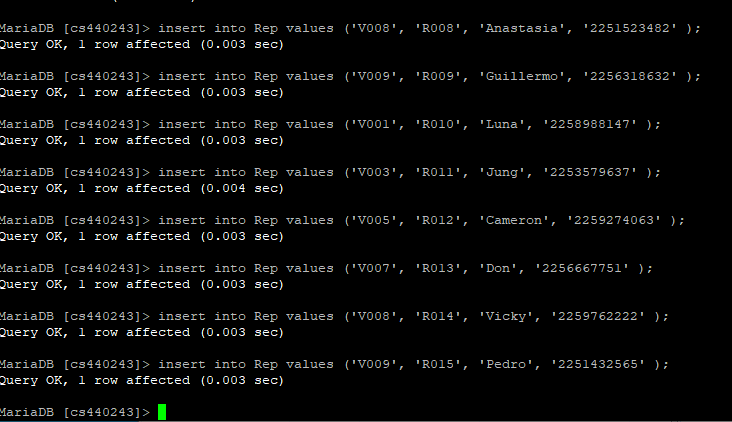 MariaDB [cs440243]> insert into Rep values ('V008', 'R008', 'Anastasia', '2251523482' );
Query OK, 1 row affected (0.003 sec)
MariaDB [cs440243]> insert into Rep values ('V009', 'R009', 'Guillermo', '2256318632' );
Query OK, 1 row affected (0.003 sec)
MariaDB [cs440243]> insert into Rep values ('V001', 'R010', 'Luna', '2258988147' );
Query OK, 1 row affected (0.003 sec)
MariaDB [cs440243]> insert into Rep values ('V003', 'R011', 'Jung', '2253579637' );
Query OK, 1 row affected (0.004 sec)
MariaDB [cs440243]> insert into Rep values ('V005', 'R012', 'Cameron', '2259274063' );
Query OK, 1 row affected (0.003 sec)
MariaDB [cs440243]> insert into Rep values ('V007', 'R013', 'Don', '2256667751' );
Query OK, 1 row affected (0.003 sec)
MariaDB [cs440243]> insert into Rep values ('V008', 'R014', 'Vicky', '2259762222' );
Query OK, 1 row affected (0.003 sec)
MariaDB [cs440243]> insert into Rep values ('V009', 'R015', 'Pedro', '2251432565' );
Query OK, 1 row affected (0.003 sec)
MariaDB [cs440243]>